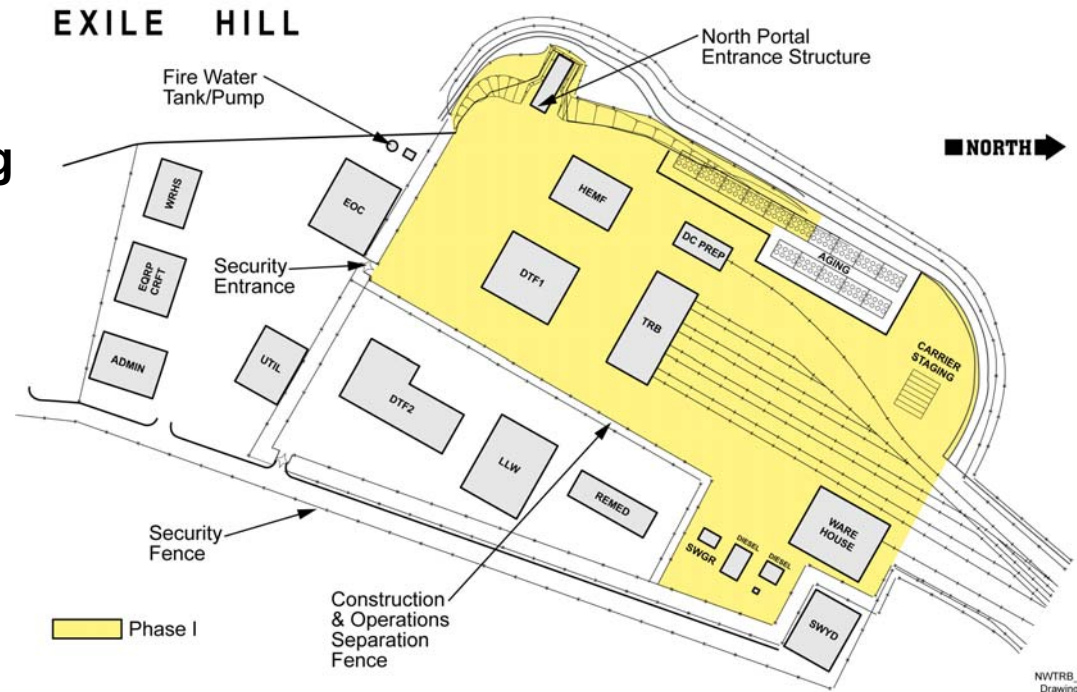 EXILE HILL
North Portal
Entrance Structure
Fire Water
Tank/Pump
g
NORTH
WRHS
EOC
HEMF
DC PREP
AGING
EQRP
CRFT
Security
Entrance
DTF1
TRB
CARRIER
STAGING
ADMIN
UTIL
DTF2
LLW
REMED
WARE
HOUSE
SWGR
DIESEL
DIESEL
Security
Fence
Construction
& Operations
Separation
Fence
SWYD
Phase I
NWTRB_
Drawing